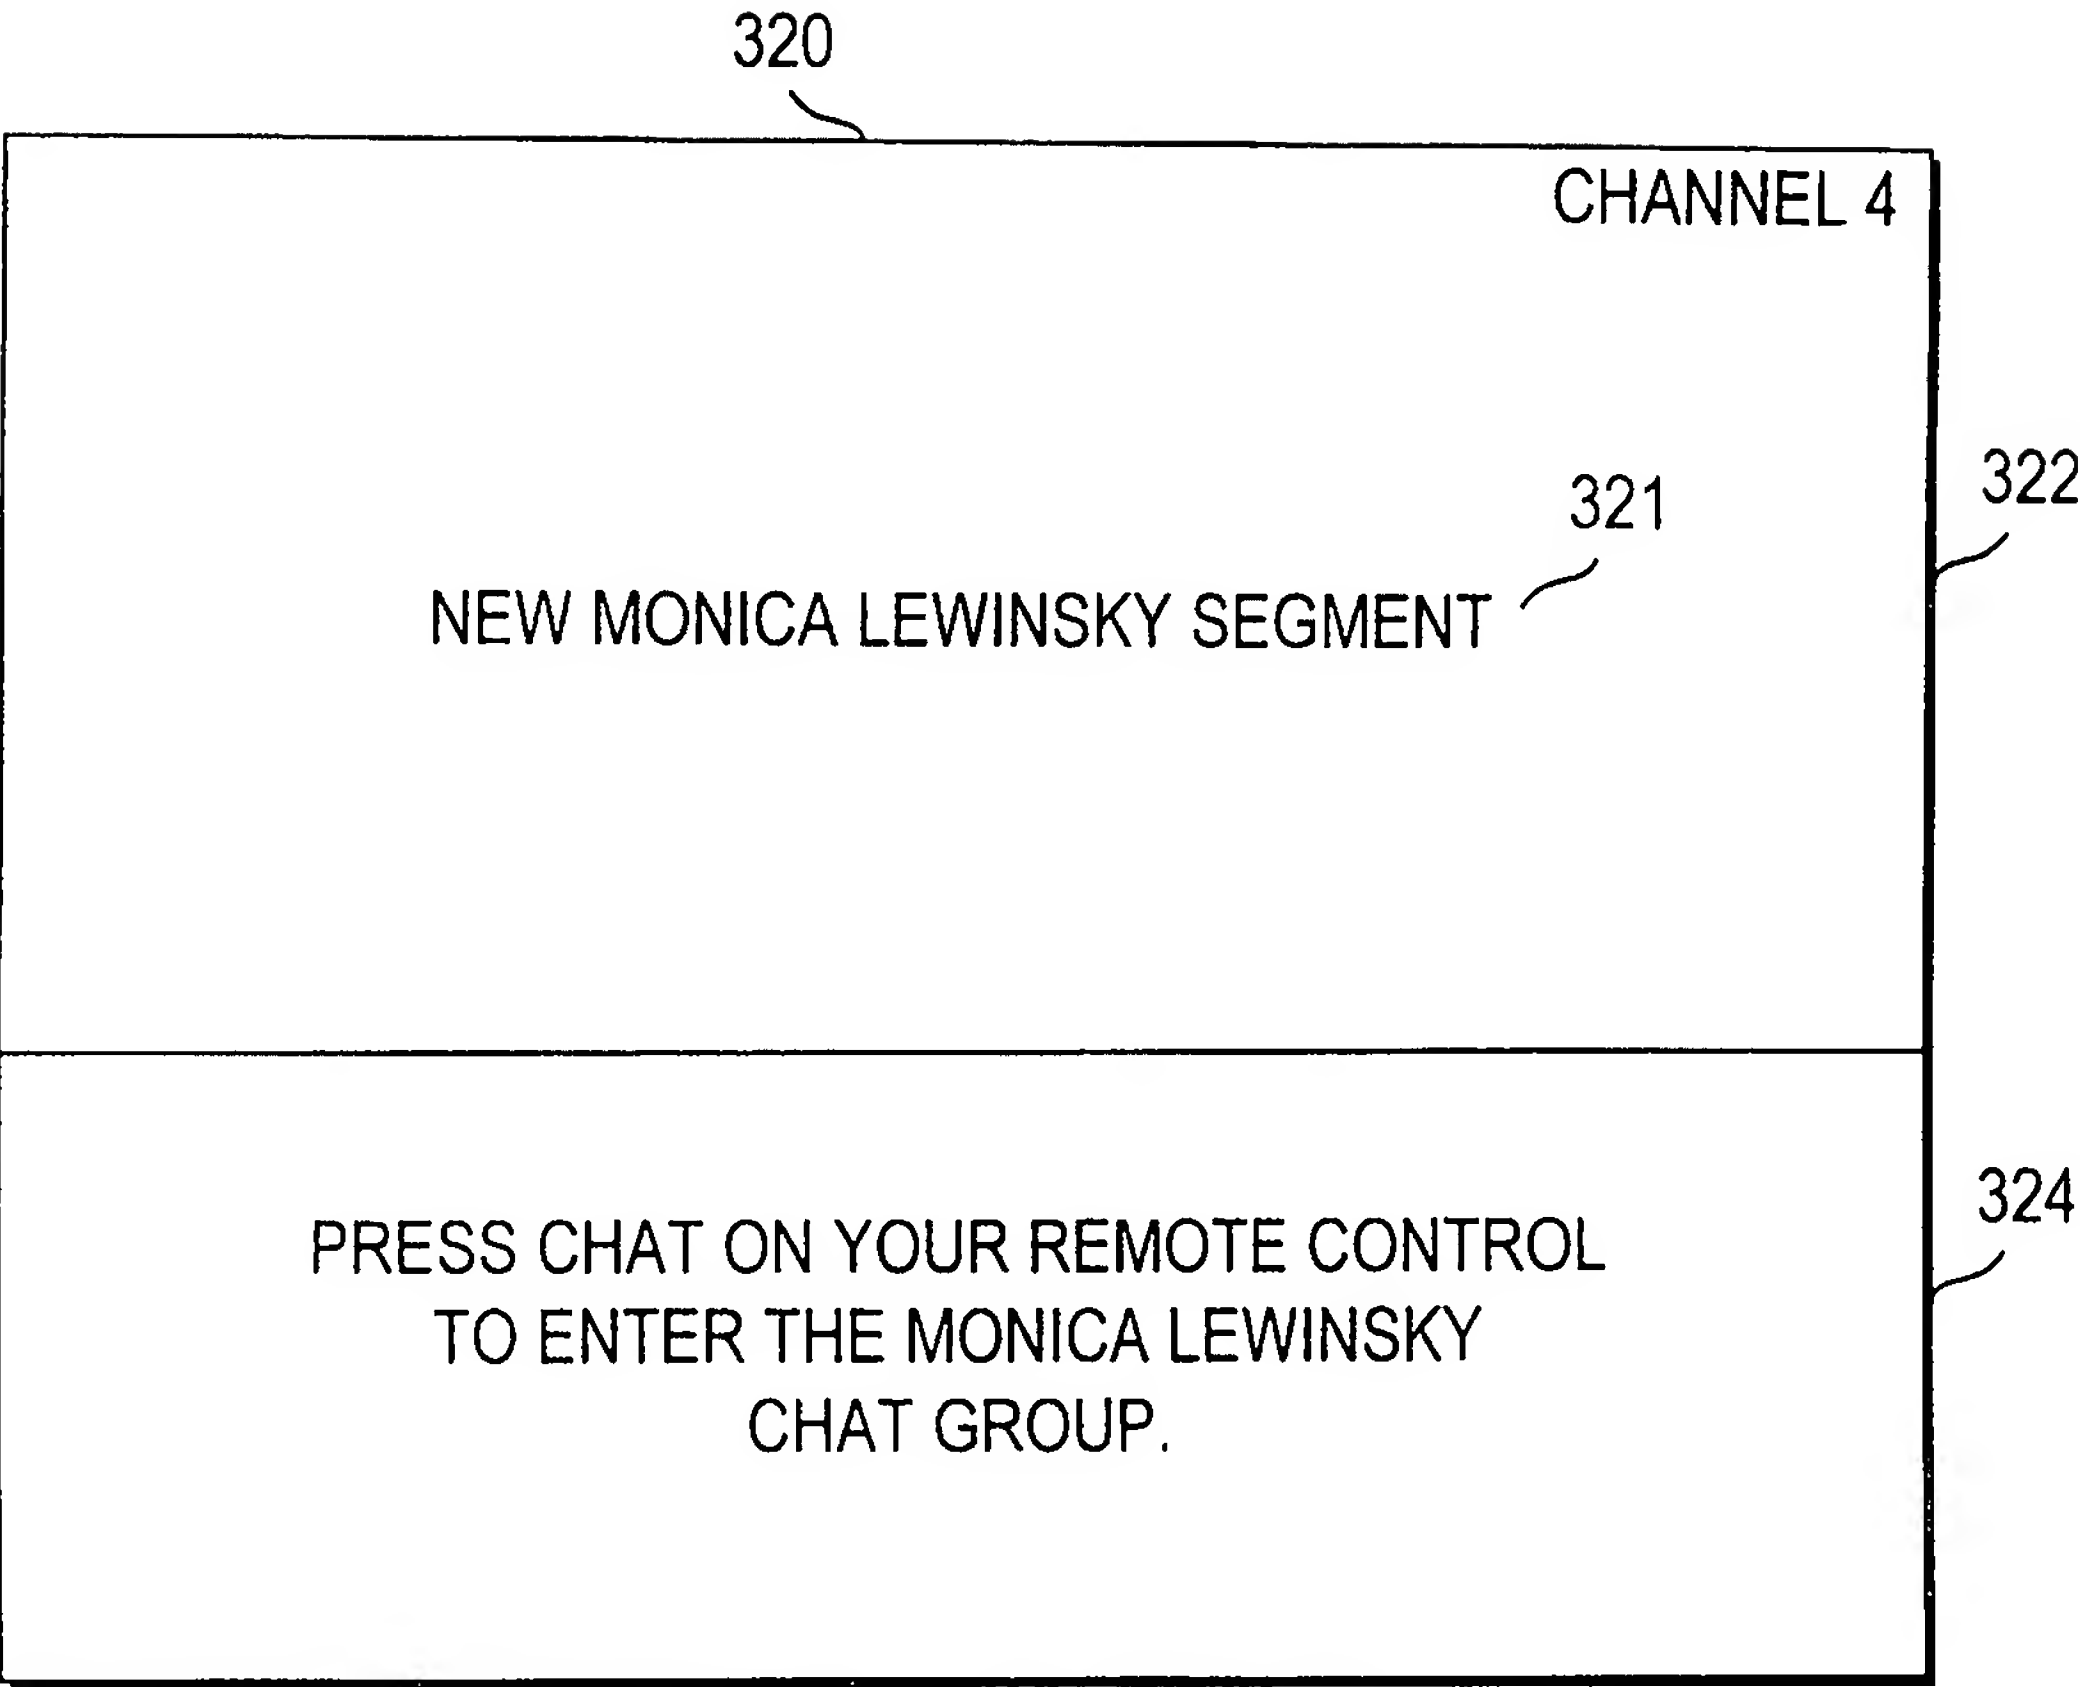 320
CHANNEL 4
322
321
NEW MONICA LEWINSKY SEGMENT
324
PRESS CHAT ON YOUR REMOTE CONTROL
TO ENTER THE MONICA LEWINSKY
CHAT GROUP.